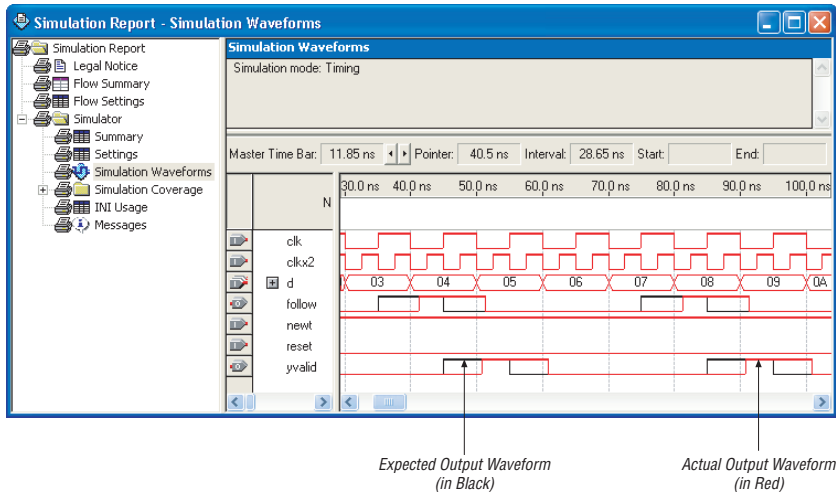 Simulation Report - Simulation Waveforms
Simulation Report
Legal Notice
Flow Summary
Flow Settings
Simulator
Summary
Settings
Simulation Waveforms
Simulation Coverage
INI Usage
Messages
Simulation Waveforms
Simulation mode: Timing
Master Time Bar: 11.85 ns Pointer: 40.5 ns Interval: 28.65 ns Start: End:
N 30.0 ns 40.0 ns 50.0 ns 60.0 ns 70.0 ns 80.0 ns 90.0 ns 100.0 ns
clk
clkx2
d 03 04 05 06 07 08 09 0A
follow
newt
reset
yvalid
Expected Output Waveform
(in Black)
Actual Output Waveform
(in Red)